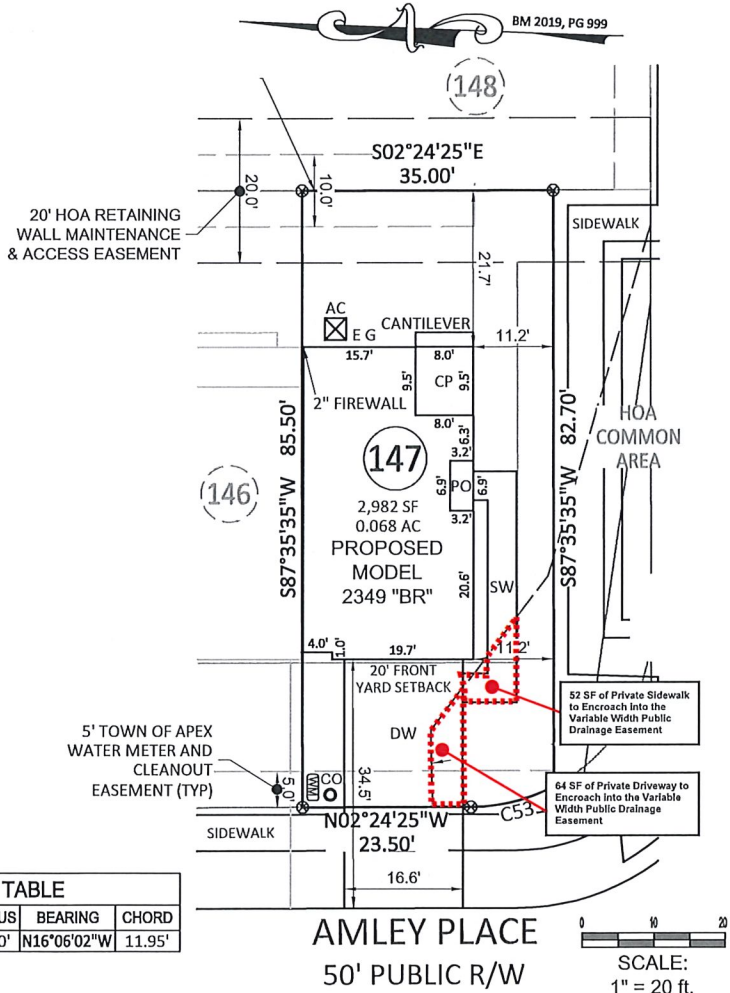 BM 2019, PG 999
148
S02°24'25"E
35.00'
20.0'
10.0'
20' HOA RETAINING
WALL MAINTENANCE
& ACCESS EASEMENT
SIDEWALK
21.7'
AC
E G
CANTILEVER
11.2'
15.7'
8.0'
9.5'
CP
9.5'
2" FIREWALL
8.0'
6.3'
S87°35'35"W 85.50'
S87°35'35"W 82.70'
HOA
COMMON
AREA
147
3.2'
146
6.9'
PO
6.9'
2,982 SF
0.068 AC
3.2'
PROPOSED
MODEL
2349 "BR"
20.6'
SW
4.0'
1.0'
19.7'
11.2'
20' FRONT
YARD SETBACK
52 SF of Private Sidewalk
to Encroach into the
Variable Width Public
Drainage Easement
5' TOWN OF APEX
WATER METER AND
CLEANOUT
EASEMENT (TYP)
DW
34.5'
5.0'
WM
CO
64 SF of Private Driveway to
Encroach into the Variable
Width Public Drainage
Easement
N02°24'25"W
23.50'
C53
SIDEWALK
16.6'
TABLE
US BEARING CHORD
0' N16°06'02"W 11.95'
AMLEY PLACE
50' PUBLIC R/W
0 10 20
SCALE:
1" = 20 ft.